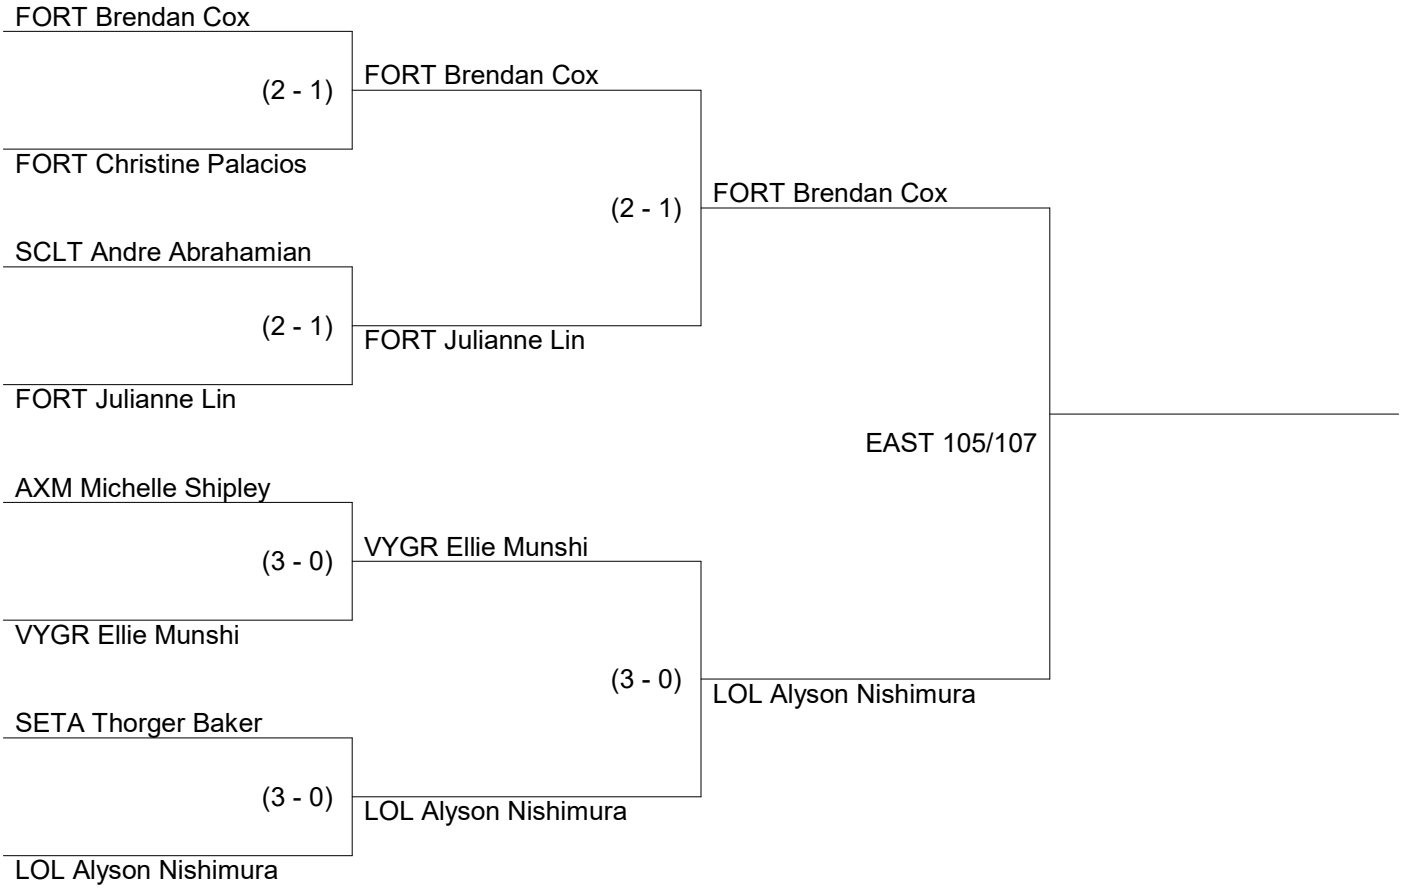 FORT Brendan Cox
(2 - 1)
FORT Christine Palacios
SCLT Andre Abrahamian
(2 - 1)
FORT Julianne Lin
AXM Michelle Shipley
(3 - 0)
VYGR Ellie Munshi
SETA Thorger Baker
(3 - 0)
LOL Alyson Nishimura
FORT Brendan Cox
(2 - 1)
FORT Julianne Lin
VYGR Ellie Munshi
(3 - 0)
LOL Alyson Nishimura
FORT Brendan Cox
EAST 105/107
LOL Alyson Nishimura